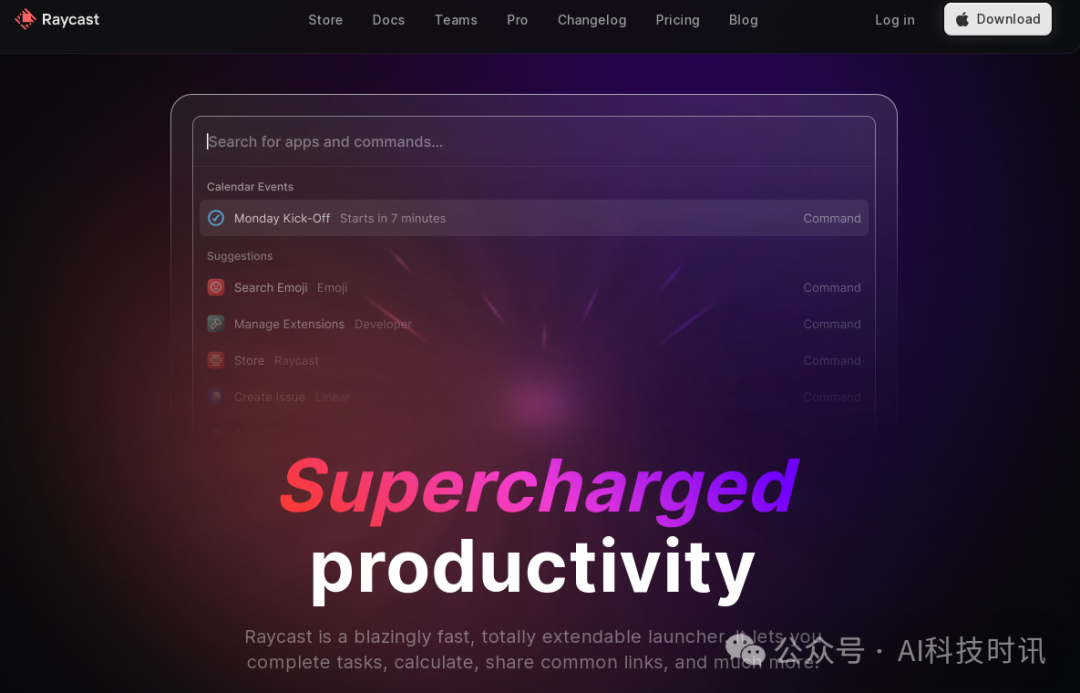 Raycast Store Docs Teams Pro Changelog Pricing Blog Log in Download
Search for apps and commands...
Calendar Events
Monday Kick-Off Starts in 7 minutes Command
Suggestions
Search Emoji Emoji Command
Manage Extensions Developer Command
Store Raycast Command
Create Issue Linear Command
Supercharged
productivity
Raycast is a blazingly fast, totally extendable launcher. It lets you
complete tasks, calculate, share common links, and much more.
公众号 · AI科技时讯